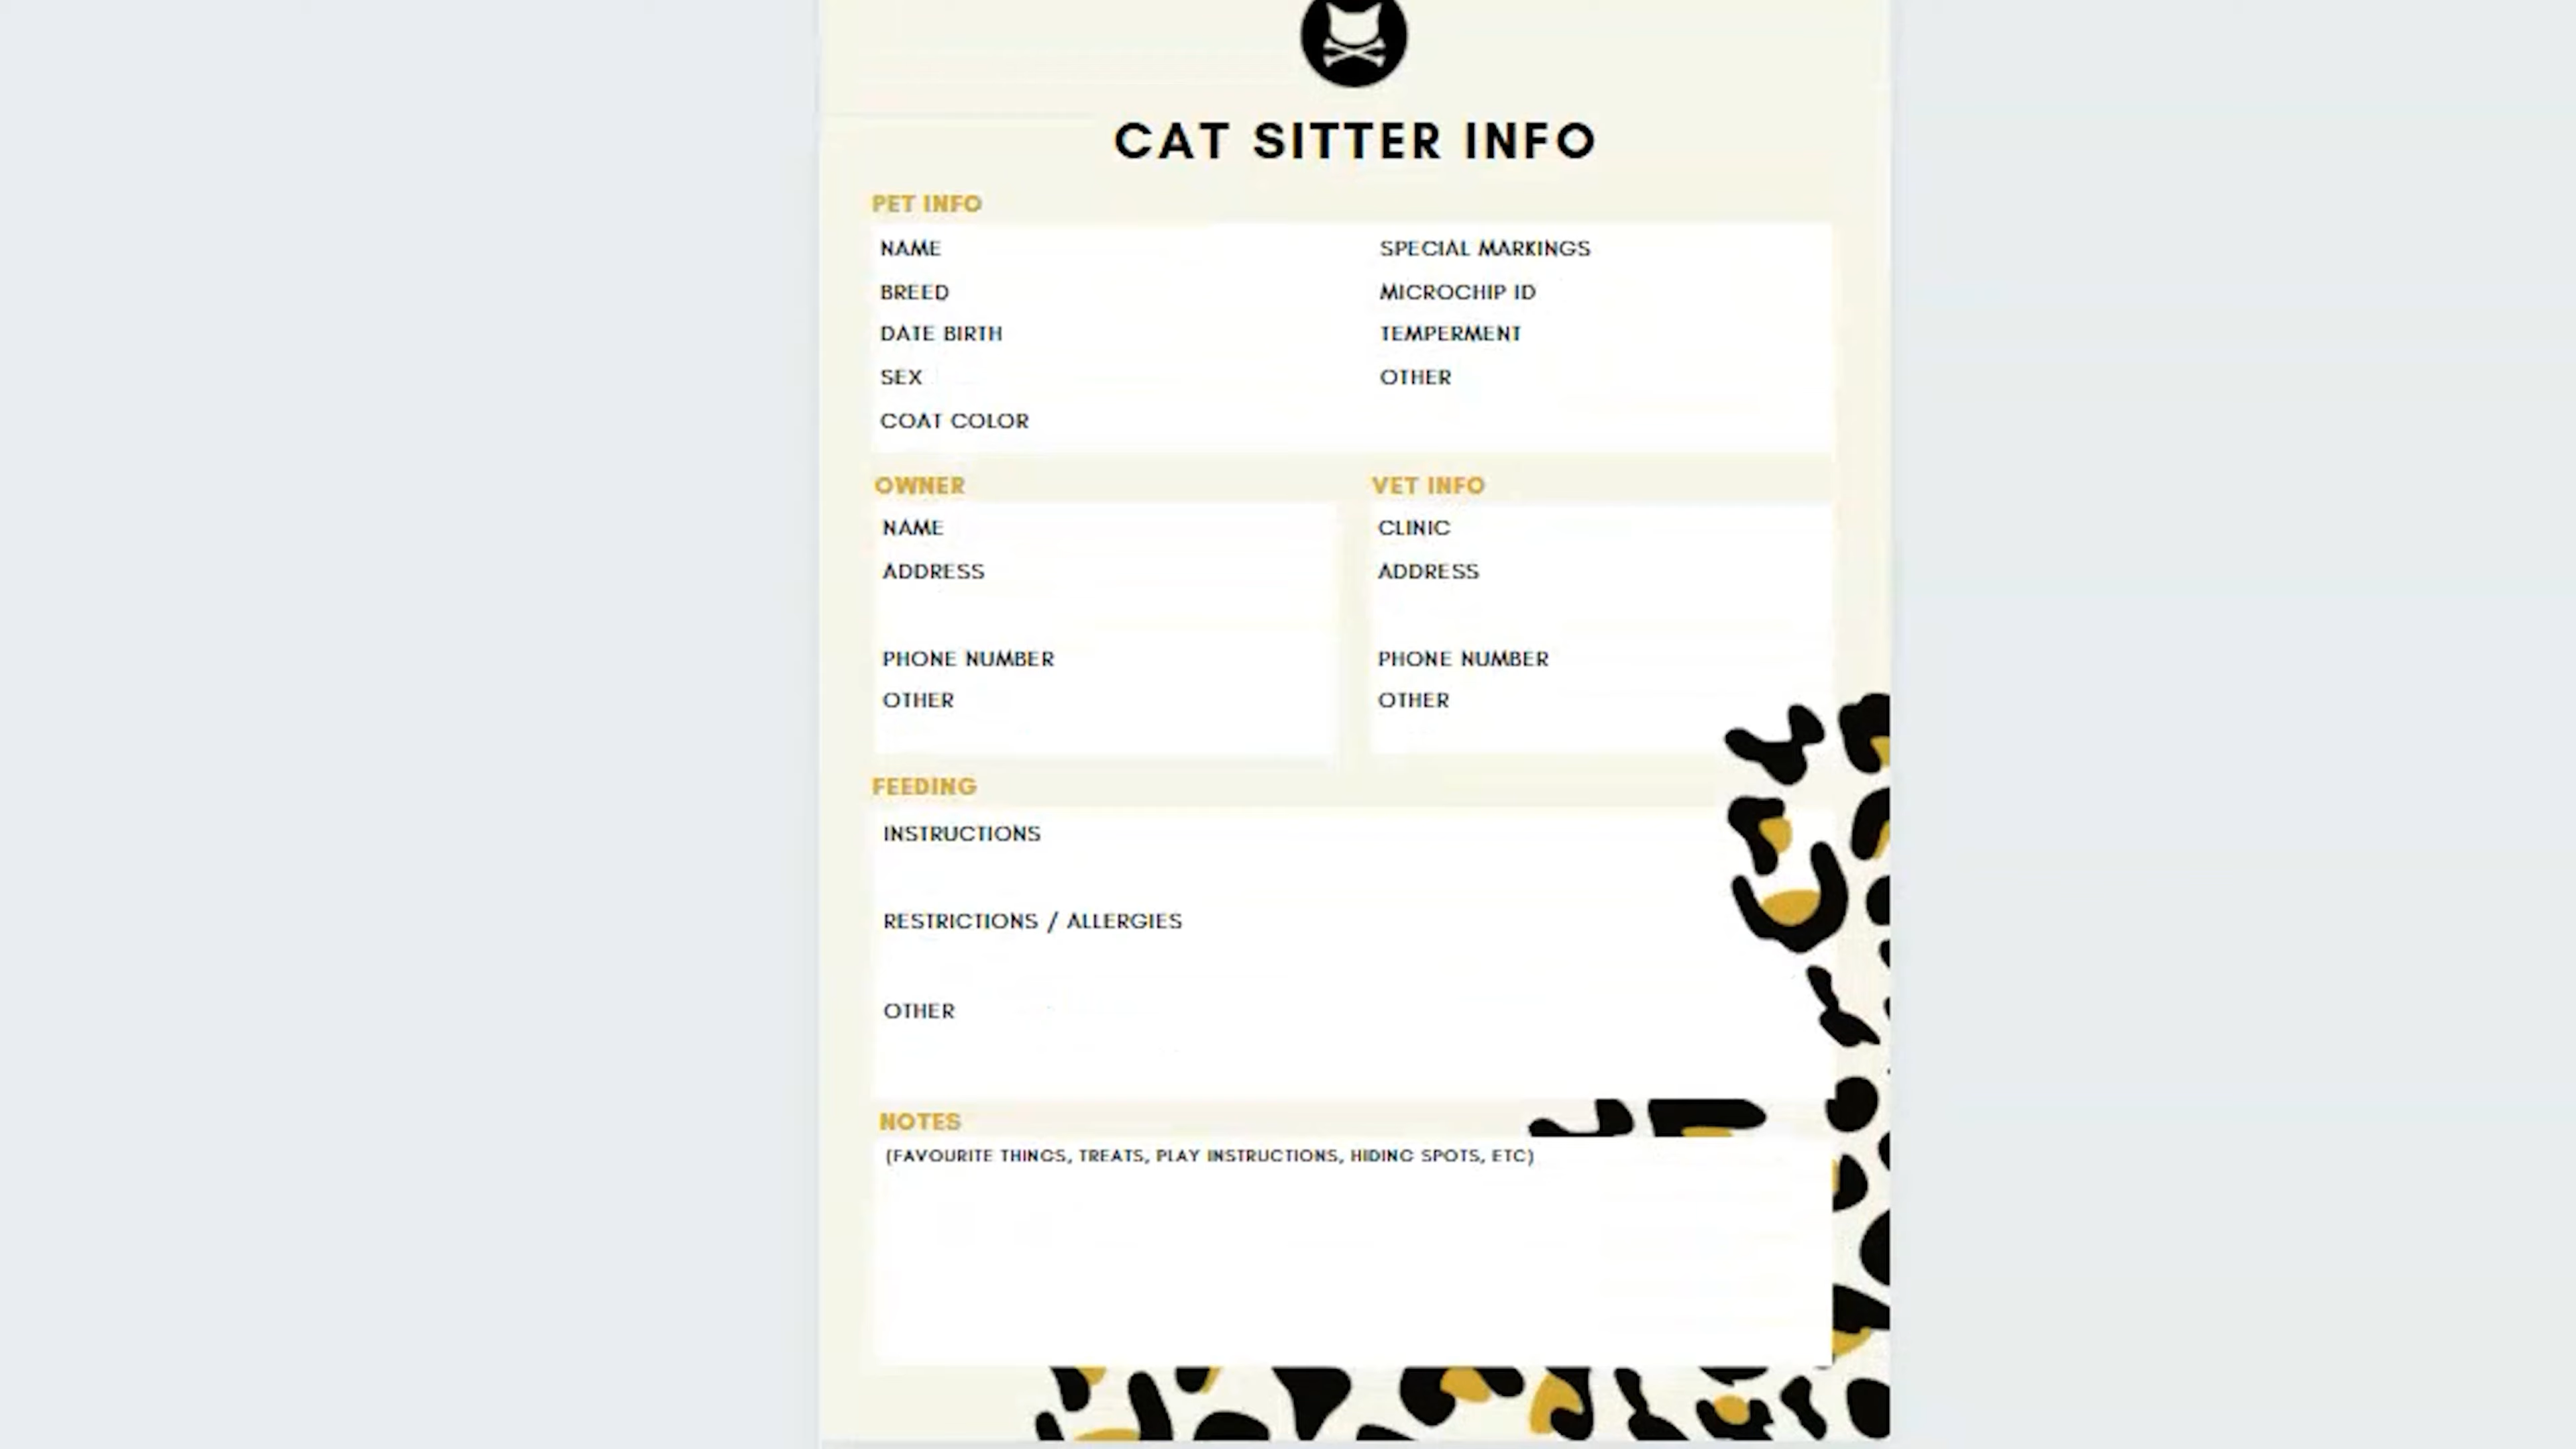 CAT SITTER INFO
PET INFO
NAME
BREED
DATE BIRTH
SEX
COAT COLOR
SPECIAL MARKINGS
MICROCHIP ID
TEMPERMENT
OTHER
OWNER
NAME
ADDRESS
PHONE NUMBER
OTHER
VET INFO
CLINIC
ADDRESS
PHONE NUMBER
OTHER
FEEDING
INSTRUCTIONS
RESTRICTIONS / ALLERGIES
OTHER
NOTES
(FAVOURITE THINGS, TREATS, PLAY INSTRUCTIONS, HIDING SPOTS, ETC)